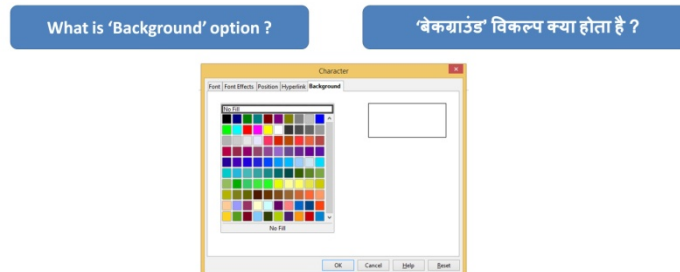 What is ‘Background’ option ?
‘बेकग्राउंड’ विकल्प क्या होता है ?
Character
Font Font Effects Position Hyperlink Background
No Fill
No Fill
OK Cancel Help Reset